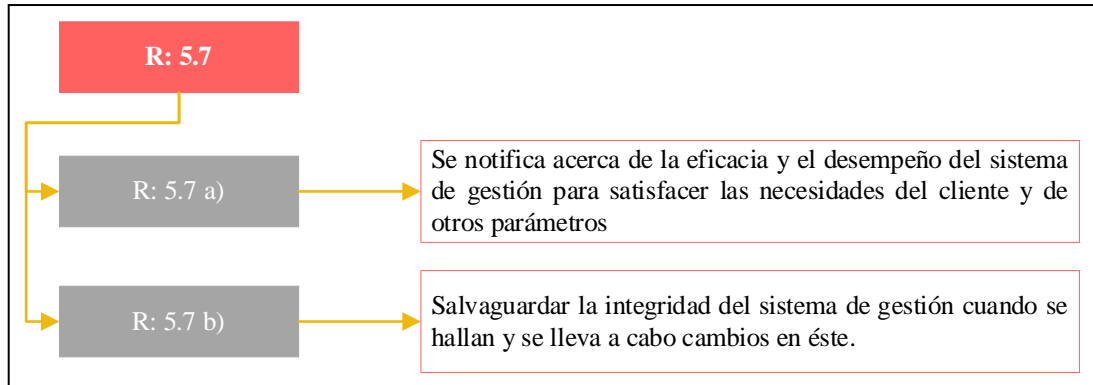 R: 5.7
R: 5.7 a)
Se notifica acerca de la eficacia y el desempeño del sistema
de gestión para satisfacer las necesidades del cliente y de
otros parámetros
R: 5.7 b)
Salvaguardar la integridad del sistema de gestión cuando se
hallan y se lleva a cabo cambios en éste.